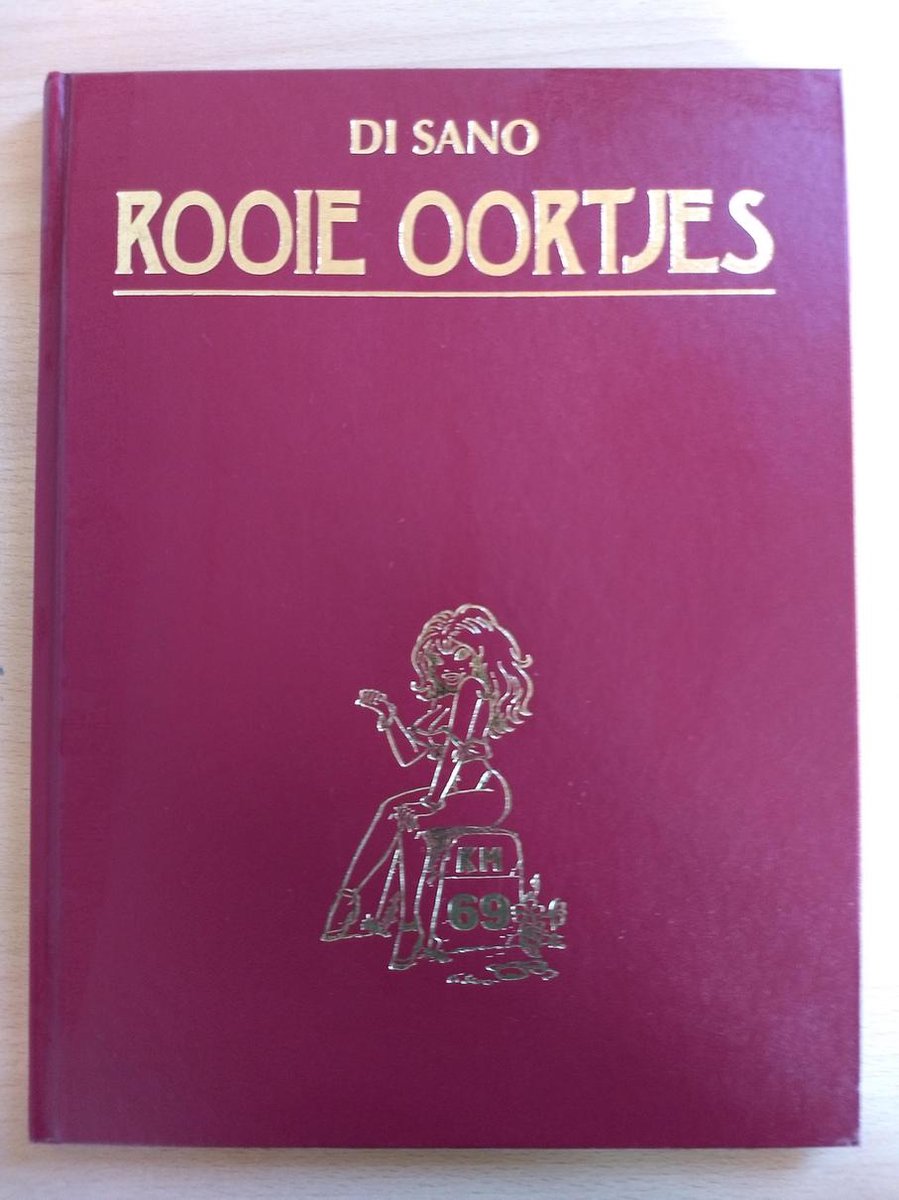 DI SANO
ROOIE OORTJES
KM
69